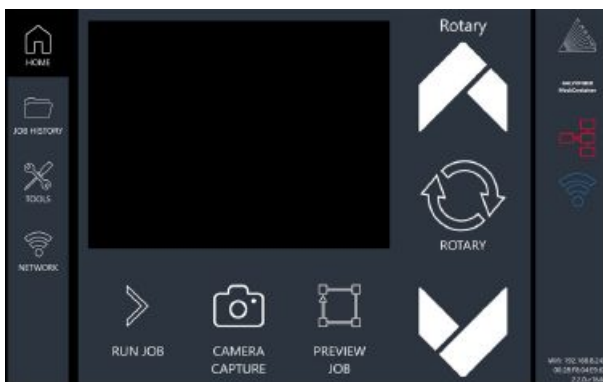 HOME
JOB HISTORY
TOOLS
NETWORK
RUN JOB
CAMERA
CAPTURE
PREVIEW
JOB
Rotary
ROTARY